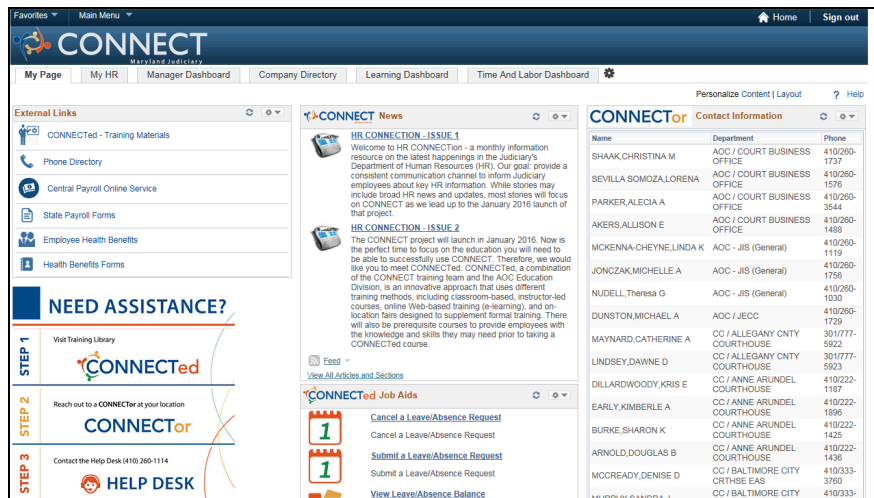 Favorites Main Menu Home Sign out
CONNECT
Maryland Judiciary
My Page My HR Manager Dashboard Company Directory Learning Dashboard Time And Labor Dashboard
Personalize Content | Layout ? Help
External Links
CONNECTed - Training Materials
Phone Directory
Central Payroll Online Service
State Payroll Forms
Employee Health Benefits
Health Benefits Forms
NEED ASSISTANCE?
STEP 1
Visit Training Library
CONNECTed
STEP 2
Reach out to a CONNECTor at your location
CONNECTor
STEP 3
Contact the Help Desk (410) 260-1114
HELP DESK
CONNECT News
HR CONNECTION - ISSUE 1
Welcome to HR CONNECTion - a monthly information
resource on the latest happenings in the Judiciary's
Department of Human Resources (HR). Our goal: provide a
consistent communication channel to inform Judiciary
employees about key HR information. While stories may
include broad HR news and updates, most stories will focus
on CONNECT as we lead up to the January 2016 launch of
that project.
HR CONNECTION - ISSUE 2
The CONNECT project will launch in January 2016. Now is
the perfect time to focus on the education you will need to
be able to successfully use CONNECT. Therefore, we would
like you to meet CONNECTed. CONNECTed, a combination
of the CONNECT training team and the AOC Education
Division, is an innovative approach that uses different
training methods, including classroom-based, instructor-led
courses, online Web-based training (e-learning), and on-
location fairs designed to supplement formal training. There
will also be prerequisite courses to provide employees with
the knowledge and skills they may need prior to taking a
CONNECTed course.
Feed
View All Articles and Sections
CONNECTed Job Aids
1
Cancel a Leave/Absence Request
Cancel a Leave/Absence Request
1
Submit a Leave/Absence Request
Submit a Leave/Absence Request
View Leave/Absence Balance
CONNECTor Contact Information
Name Department Phone
SHAAK,CHRISTINA M AOC / COURT BUSINESS OFFICE 410/260-1737
SEVILLA SOMOZA,LORENA AOC / COURT BUSINESS OFFICE 410/260-1576
PARKER,ALECIA A AOC / COURT BUSINESS OFFICE 410/260-3544
AKERS,ALLISON E AOC / COURT BUSINESS OFFICE 410/260-1488
MCKENNA-CHEYNE,LINDA K AOC - JIS (General) 410/260-1119
JONCZAK,MICHELLE A AOC - JIS (General) 410/260-1756
NUDELL,Theresa G AOC - JIS (General) 410/260-1030
DUNSTON,MICHAEL A AOC / JECC 410/260-1729
MAYNARD,CATHERINE A CC / ALLEGANY CNTY COURTHOUSE 301/777-5922
LINDSEY,DAWNE D CC / ALLEGANY CNTY COURTHOUSE 301/777-5923
DILLARDWOODY,KRIS E CC / ANNE ARUNDEL COURTHOUSE 410/222-1187
EARLY,KIMBERLE A CC / ANNE ARUNDEL COURTHOUSE 410/222-1896
BURKE,SHARON K CC / ANNE ARUNDEL COURTHOUSE 410/222-1425
ARNOLD,DOUGLAS B CC / ANNE ARUNDEL COURTHOUSE 410/222-1436
MCCREADY,DENISE D CC / BALTIMORE CITY CRTHSE EAS 410/333-3760
CC / BALTIMORE CITY 410/333-